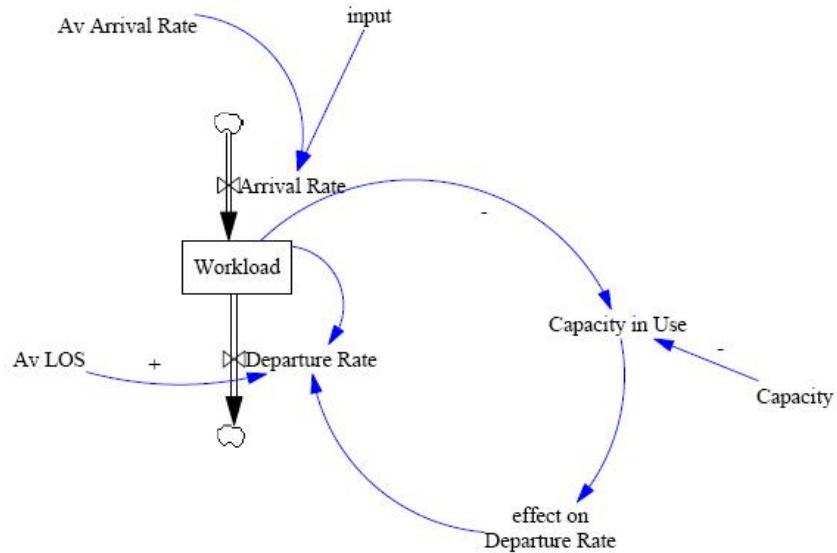 Av Arrival Rate
input
Arrival Rate
-
Workload
Capacity in Use
Av LOS
+
Departure Rate
-
Capacity
effect on
Departure Rate